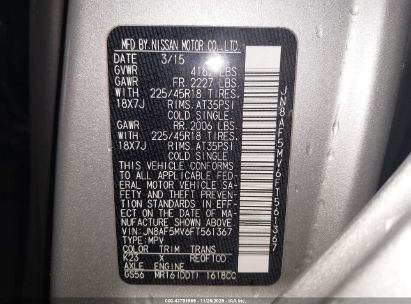 MFD BY NISSAN MOTOR CO.,LTD.
DATE 3/15
GVWR LBS.
GAWR FR. 2227 LBS.
WITH 225/45R18 TIRES.
18X7J RIMS. AT35PSI
COLD SINGLE.
GAWR RR. 2006 LBS.
WITH 225/45R18 TIRES.
18X7J RIMS. AT35PSI
COLD SINGLE.
THIS VEHICLE CONFORMS
TO ALL APPLICABLE FED-
ERAL MOTOR VEHICLE SA-
FETY AND THEFT PREVEN-
TION STANDARDS IN EFF-
ECT ON THE DATE OF MA-
NUFACTURE SHOWN ABOVE.
VIN: JN8AF5MV6FT561367
TYPE: MPV
COLOR TRIM TRANS
K23 X RE0F10D
AXLE ENGINE
GS56 MR16(DDT) 1618CC
JN8AF5MV6FT561367